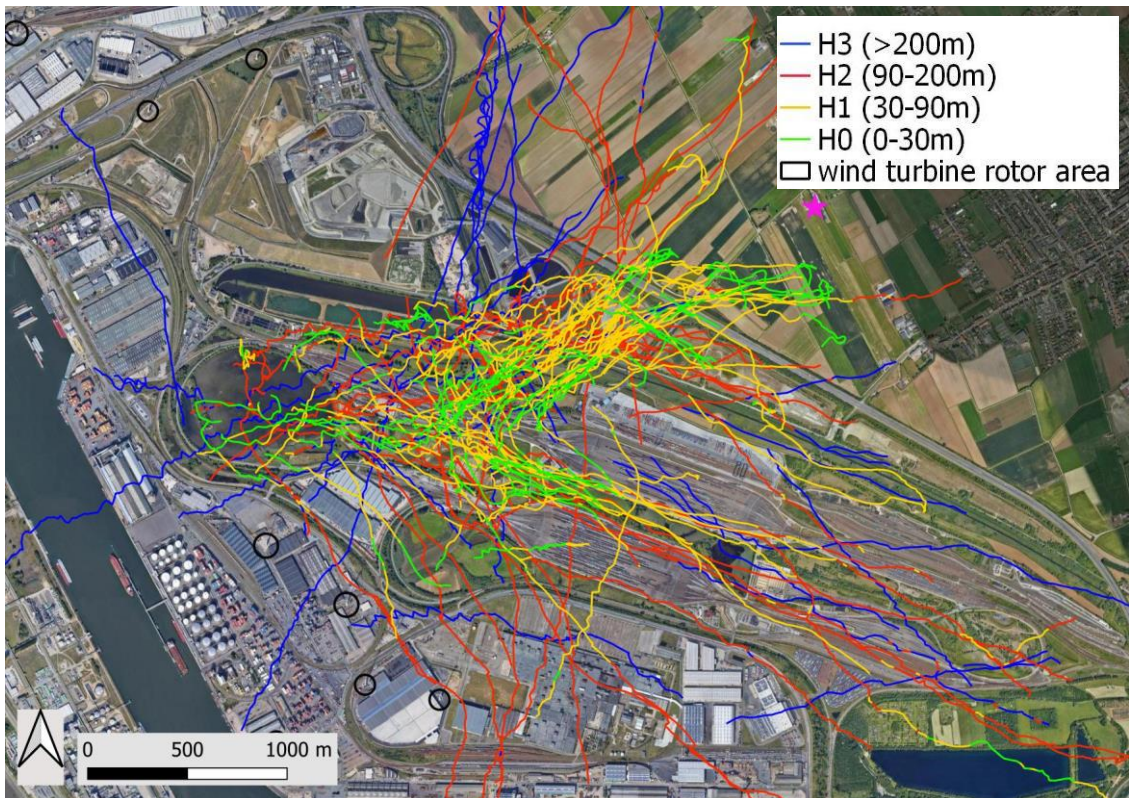 H3 (>200m)
H2 (90-200m)
H1 (30-90m)
H0 (0-30m)
wind turbine rotor area
0 500 1000 m